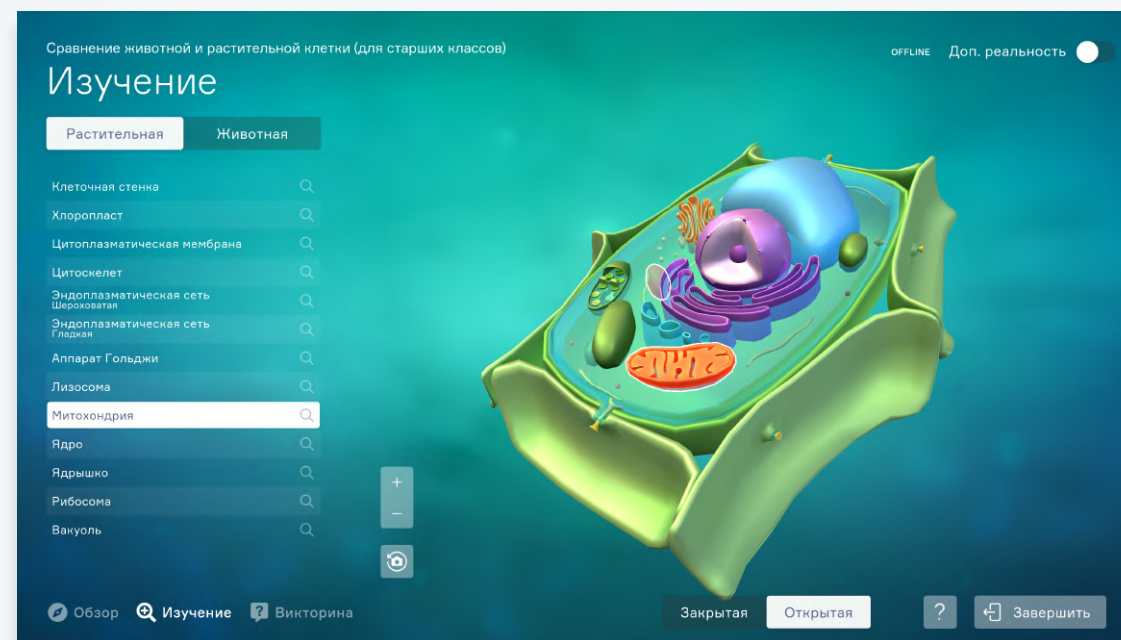 Сравнение животной и растительной клетки (для старших классов)
Изучение
OFFLINE Доп. реальность
Растительная Животная
Клеточная стенка
Хлоропласт
Цитоплазматическая мембрана
Цитоскелет
Эндоплазматическая сеть
Шероховатая
Эндоплазматическая сеть
Гладкая
Аппарат Гольджи
Лизосома
Митохондрия
Ядро
Ядрышко
Рибосома
Вакуоль
+
−
Обзор Изучение ? Викторина
Закрытая Открытая
? Завершить